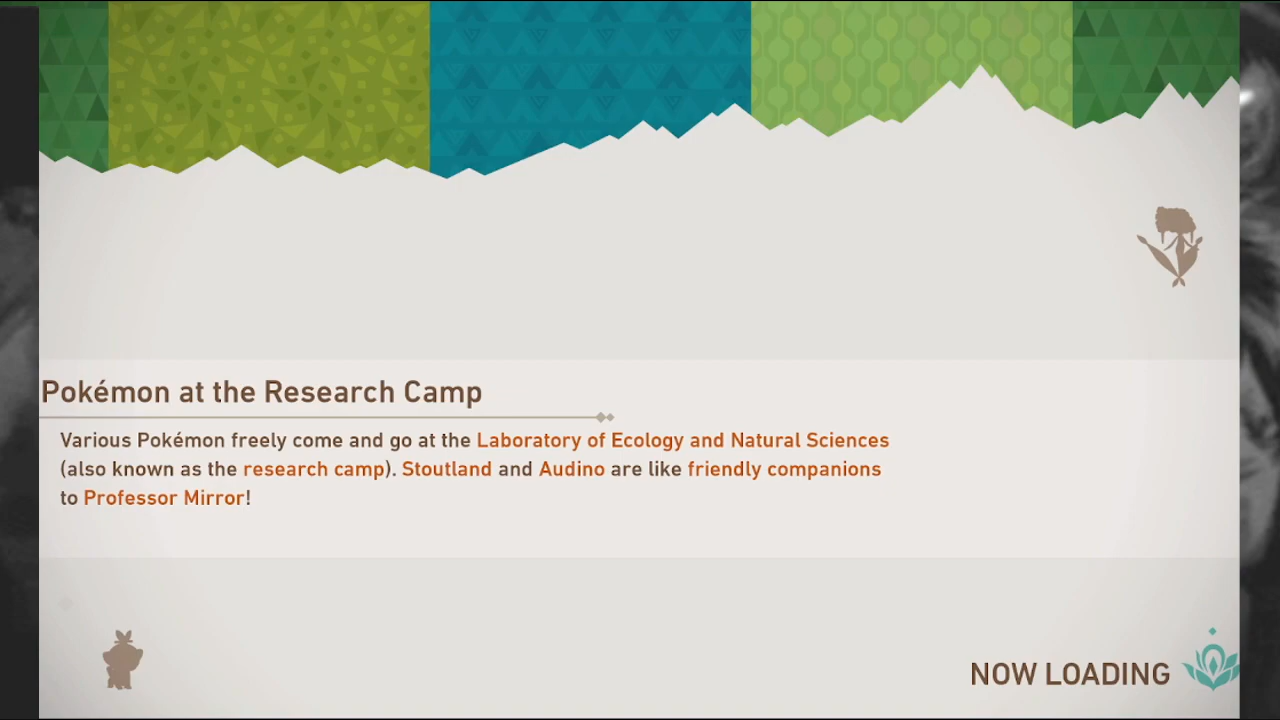 Pokémon at the Research Camp
Various Pokémon freely come and go at the Laboratory of Ecology and Natural Sciences
(also known as the research camp). Stoutland and Audino are like friendly companions
to Professor Mirror!
NOW LOADING